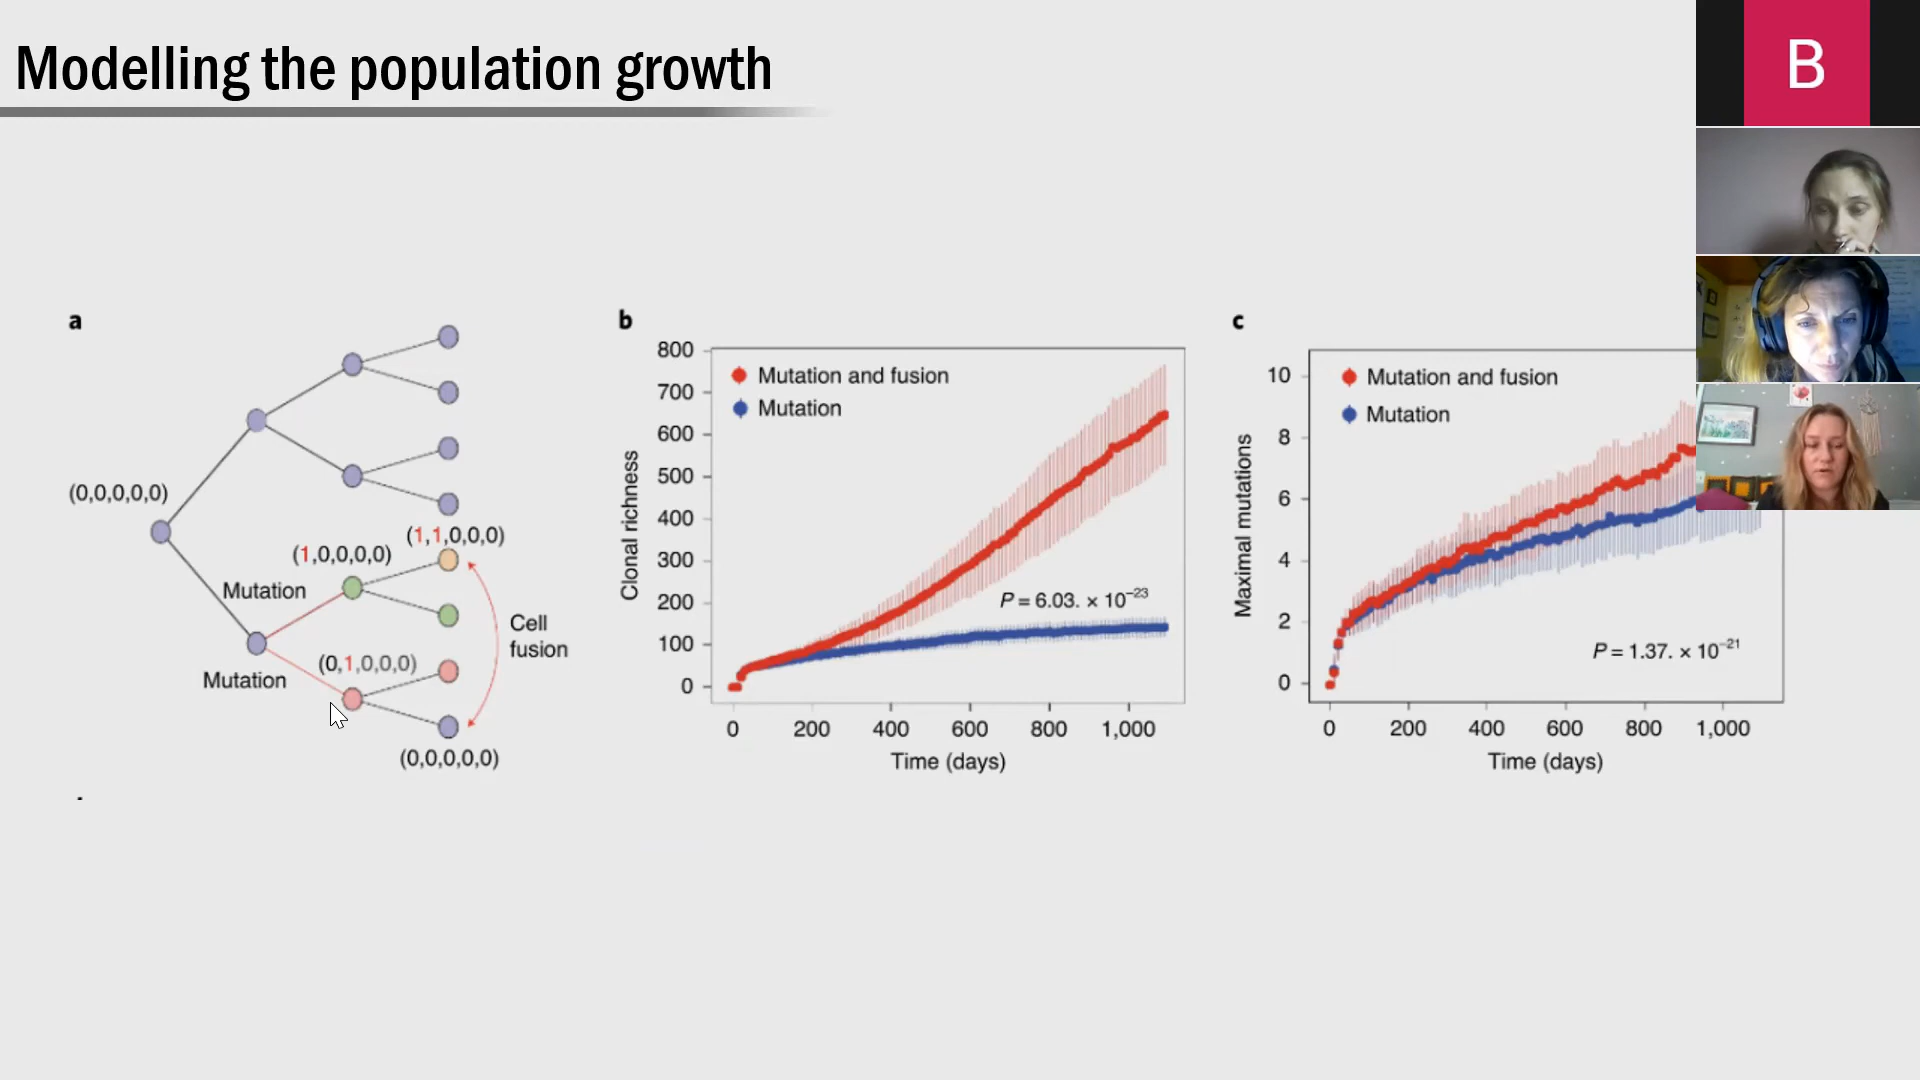 Modelling the population growth
B
a
(0,0,0,0,0)
(1,0,0,0,0)
(1,1,0,0,0)
Mutation
Cell
fusion
(0,1,0,0,0)
Mutation
(0,0,0,0,0)
b
800
700
600
500
400
300
200
100
0
Clonal richness
Mutation and fusion
Mutation
P = 6.03. × 10⁻²³
0 200 400 600 800 1,000
Time (days)
c
10
8
6
4
2
0
Maximal mutations
Mutation and fusion
Mutation
P = 1.37. × 10⁻²¹
0 200 400 600 800 1,000
Time (days)